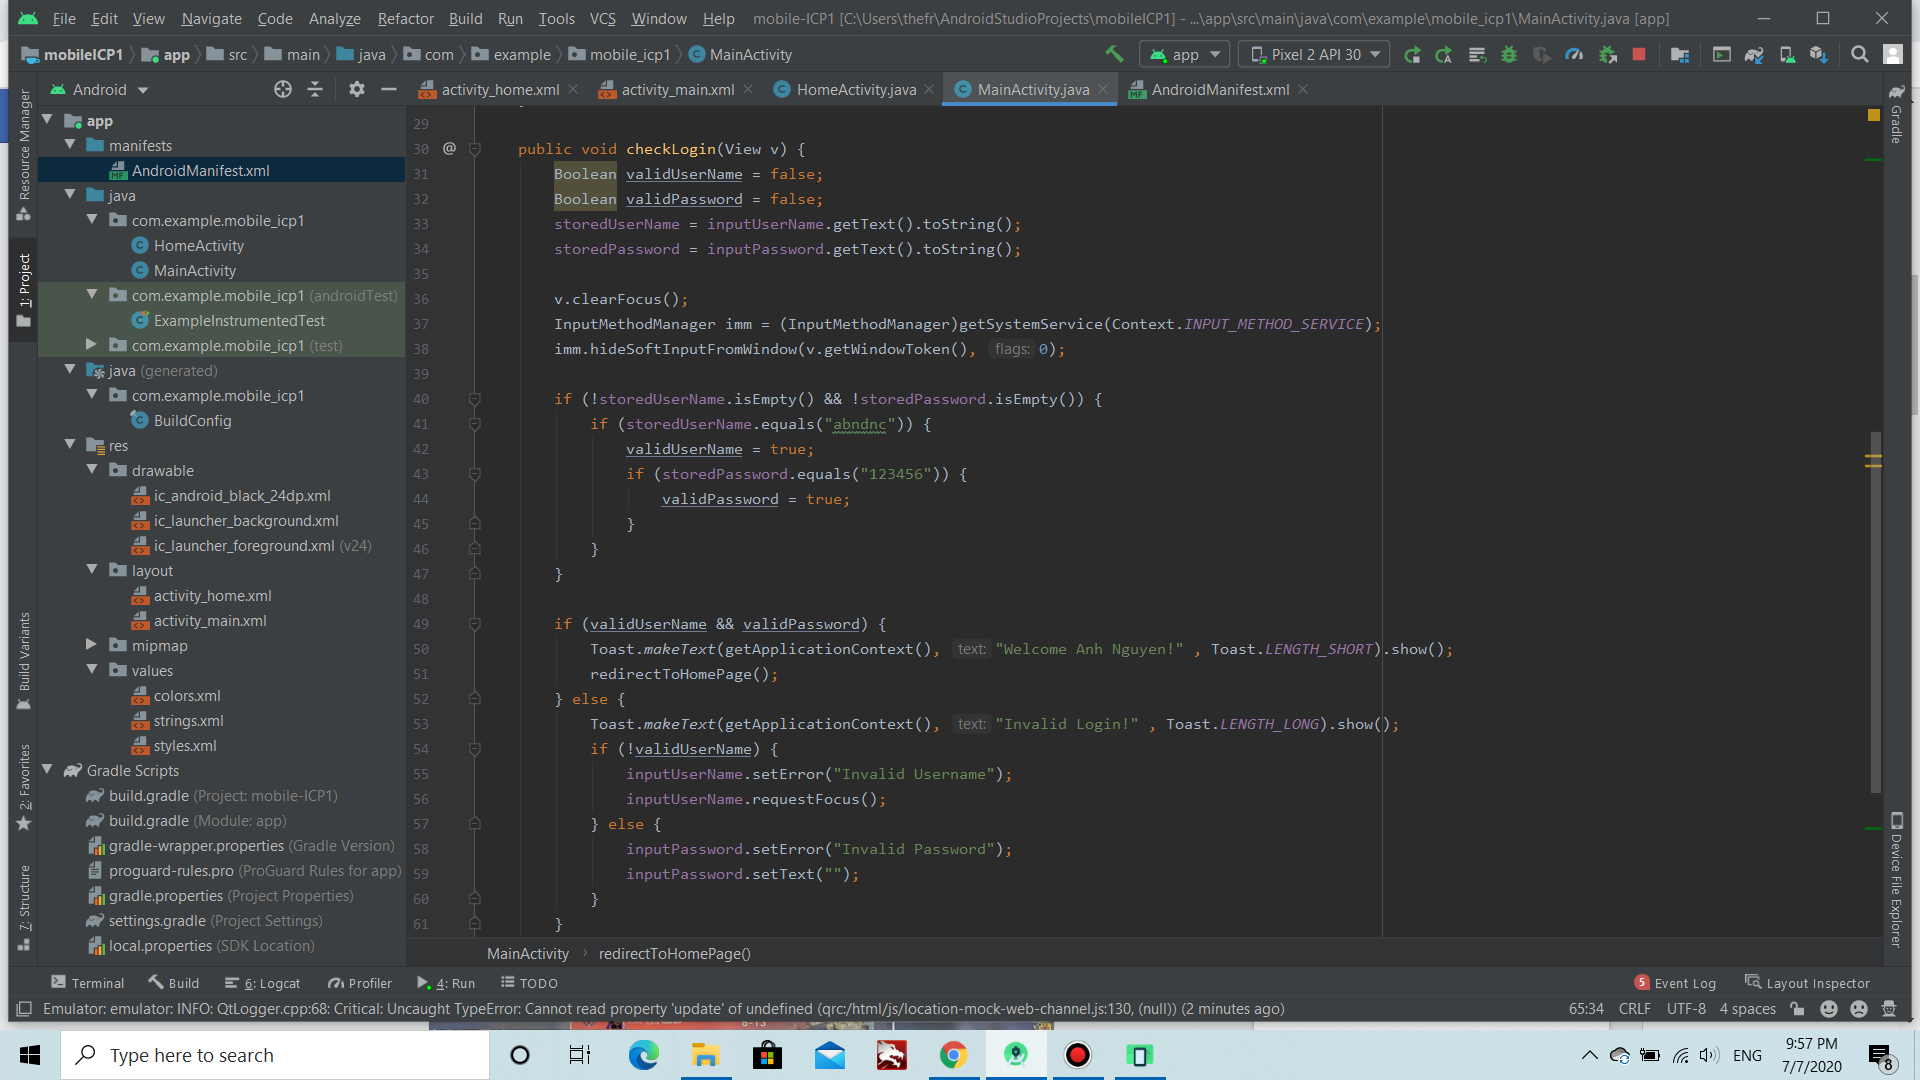 File Edit View Navigate Code Analyze Refactor Build Run Tools VCS Window Help mobile-ICP1 [C:\Users\thefr\AndroidStudioProjects\mobileICP1] - ...\app\src\main\java\com\example\mobile_icp1\MainActivity.java [app]
mobileICP1 app src main java com example mobile_icp1 MainActivity app Pixel 2 API 30
Android activity_home.xml activity_main.xml HomeActivity.java MainActivity.java AndroidManifest.xml
Resource Manager
1: Project
Build Variants
2: Favorites
7: Structure
app
manifests
AndroidManifest.xml
java
com.example.mobile_icp1
HomeActivity
MainActivity
com.example.mobile_icp1 (androidTest)
ExampleInstrumentedTest
com.example.mobile_icp1 (test)
java (generated)
com.example.mobile_icp1
BuildConfig
res
drawable
ic_android_black_24dp.xml
ic_launcher_background.xml
ic_launcher_foreground.xml (v24)
layout
activity_home.xml
activity_main.xml
mipmap
values
colors.xml
strings.xml
styles.xml
Gradle Scripts
build.gradle (Project: mobile-ICP1)
build.gradle (Module: app)
gradle-wrapper.properties (Gradle Version)
proguard-rules.pro (ProGuard Rules for app)
gradle.properties (Project Properties)
settings.gradle (Project Settings)
local.properties (SDK Location)
29
30 @ public void checkLogin(View v) {
31 Boolean validUserName = false;
32 Boolean validPassword = false;
33 storedUserName = inputUserName.getText().toString();
34 storedPassword = inputPassword.getText().toString();
35
36 v.clearFocus();
37 InputMethodManager imm = (InputMethodManager)getSystemService(Context.INPUT_METHOD_SERVICE);
38 imm.hideSoftInputFromWindow(v.getWindowToken(), flags: 0);
39
40 if (!storedUserName.isEmpty() && !storedPassword.isEmpty()) {
41 if (storedUserName.equals("abndnc")) {
42 validUserName = true;
43 if (storedPassword.equals("123456")) {
44 validPassword = true;
45 }
46 }
47 }
48
49 if (validUserName && validPassword) {
50 Toast.makeText(getApplicationContext(), text: "Welcome Anh Nguyen!" , Toast.LENGTH_SHORT).show();
51 redirectToHomePage();
52 } else {
53 Toast.makeText(getApplicationContext(), text: "Invalid Login!" , Toast.LENGTH_LONG).show();
54 if (!validUserName) {
55 inputUserName.setError("Invalid Username");
56 inputUserName.requestFocus();
57 } else {
58 inputPassword.setError("Invalid Password");
59 inputPassword.setText("");
60 }
61 }
Gradle
Device File Explorer
MainActivity redirectToHomePage()
Terminal Build 6: Logcat Profiler 4: Run TODO 5 Event Log Layout Inspector
Emulator: emulator: INFO: QtLogger.cpp:68: Critical: Uncaught TypeError: Cannot read property 'update' of undefined (qrc:/html/js/location-mock-web-channel.js:130, (null)) (2 minutes ago) 65:34 CRLF UTF-8 4 spaces
8-13
Type here to search ENG 9:57 PM
7/7/2020 8